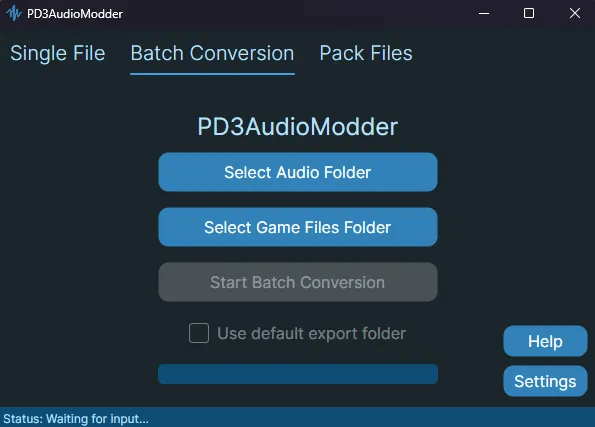 PD3AudioModder
Single File Batch Conversion Pack Files
PD3AudioModder
Select Audio Folder
Select Game Files Folder
Start Batch Conversion
Use default export folder
Help
Settings
Status: Waiting for input...